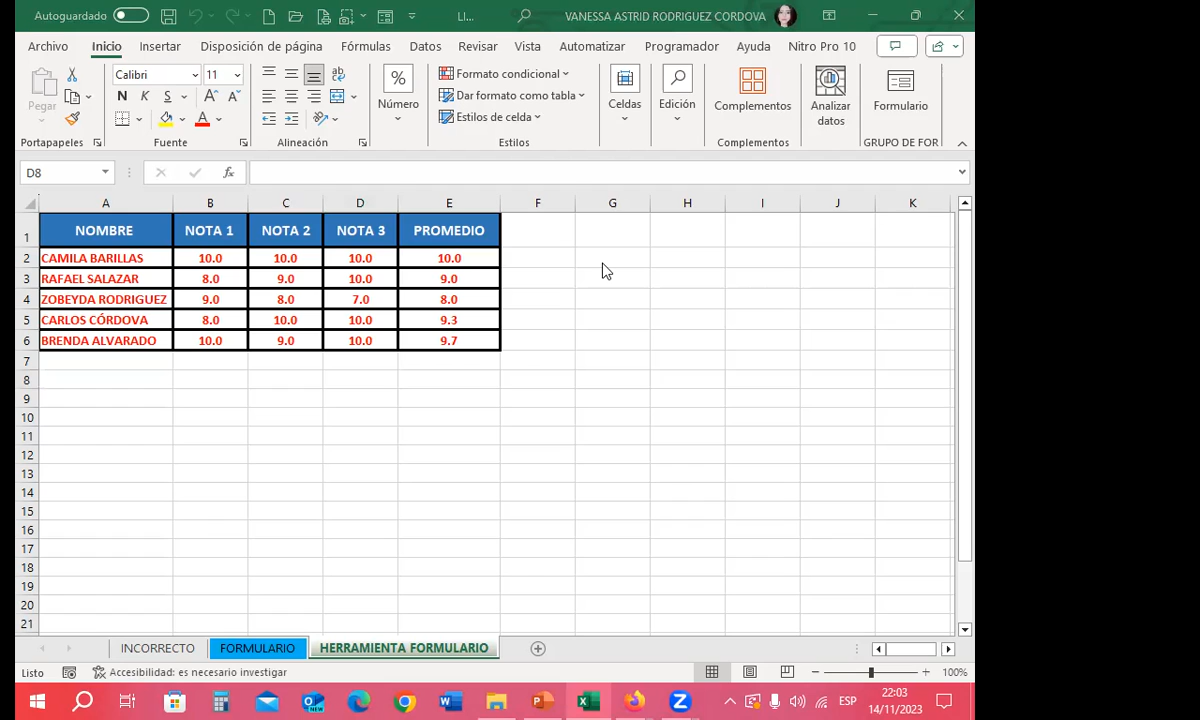 Autoguardado LI... VANESSA ASTRID RODRIGUEZ CORDOVA
Archivo Inicio Insertar Disposición de página Fórmulas Datos Revisar Vista Automatizar Programador Ayuda Nitro Pro 10
Pegar
Calibri 11
N K S
Portapapeles Fuente
ab
Alineación
%
Número
Formato condicional
Dar formato como tabla
Estilos de celda
Estilos
Celdas
Edición
Complementos
Complementos
Analizar
datos
Formulario
GRUPO DE FOR
D8 fx
A B C D E F G H I J K
1 NOMBRE NOTA 1 NOTA 2 NOTA 3 PROMEDIO
2 CAMILA BARILLAS 10.0 10.0 10.0 10.0
3 RAFAEL SALAZAR 8.0 9.0 10.0 9.0
4 ZOBEYDA RODRIGUEZ 9.0 8.0 7.0 8.0
5 CARLOS CÓRDOVA 8.0 10.0 10.0 9.3
6 BRENDA ALVARADO 10.0 9.0 10.0 9.7
7
8
9
10
11
12
13
14
15
16
17
18
19
20
21
INCORRECTO FORMULARIO HERRAMIENTA FORMULARIO
Listo Accesibilidad: es necesario investigar 100%
ESP 22:03
14/11/2023